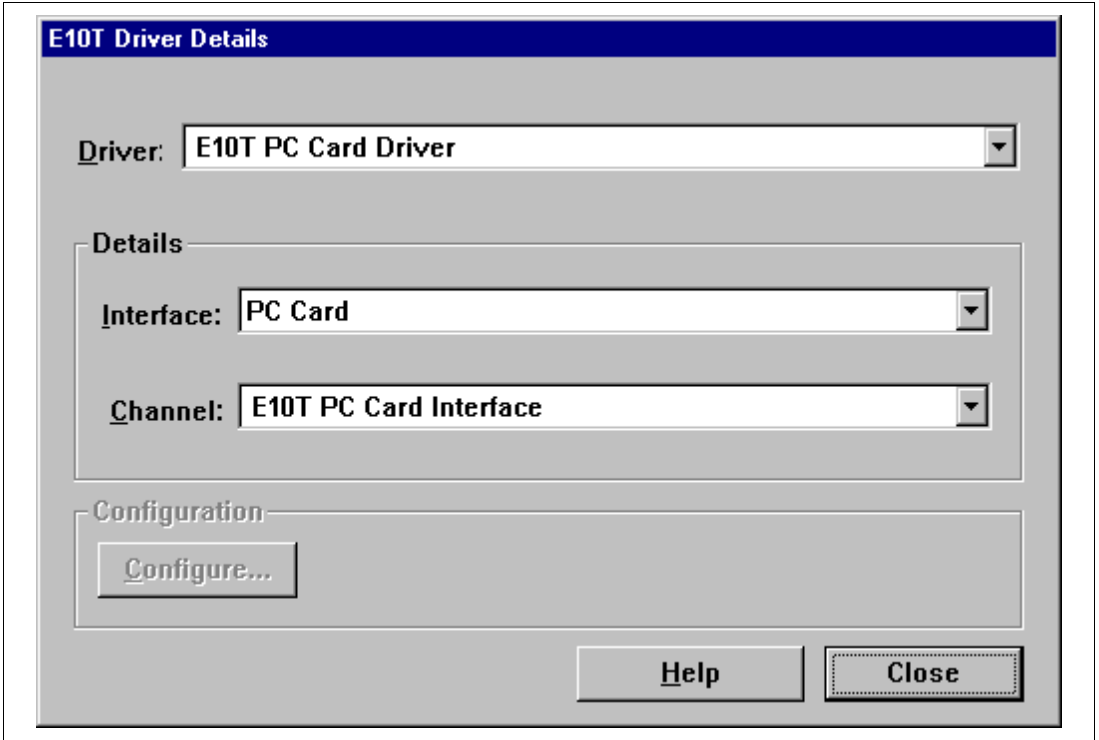 E10T Driver Details
Driver: E10T PC Card Driver
Details
Interface: PC Card
Channel: E10T PC Card Interface
Configuration
Configure...
Help Close